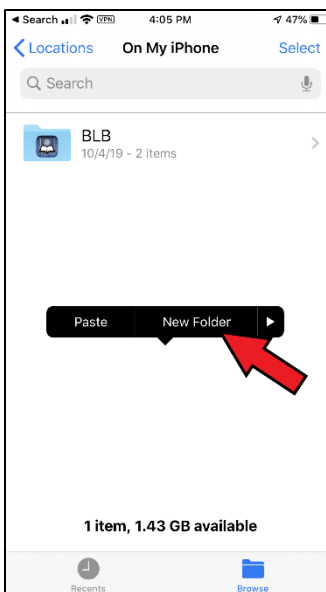 Search VPN 4:05 PM 47%
Locations On My iPhone Select
Search
BLB
10/4/19 - 2 items
Paste New Folder
1 item, 1.43 GB available
Recents Browse